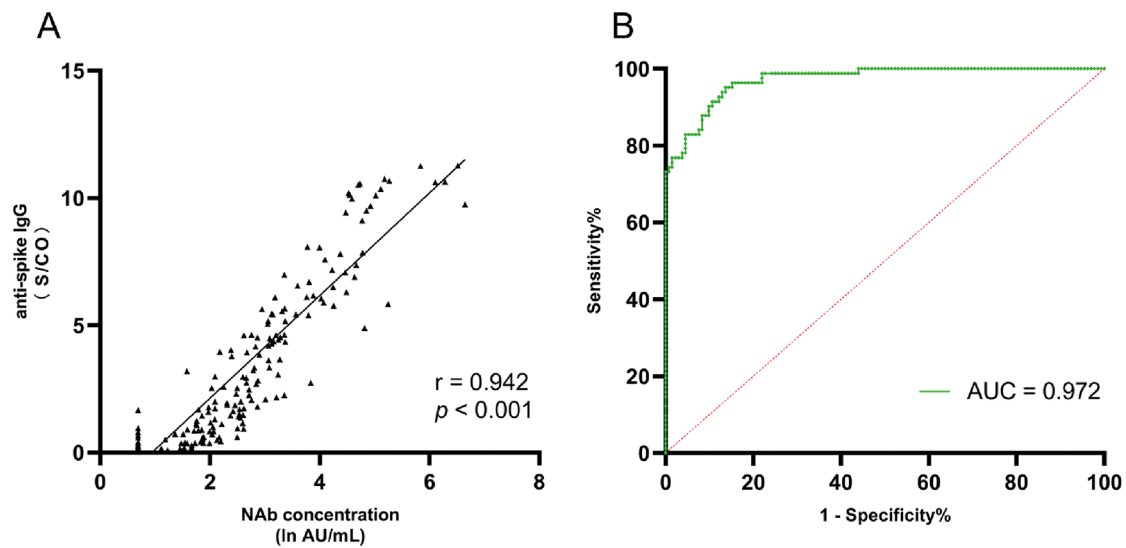 A
15
10
5
0
anti-spike IgG
( S/CO)
r = 0.942
p < 0.001
0 2 4 6 8
NAb concentration
(ln AU/mL)
B
100
80
60
40
20
0
Sensitivity%
AUC = 0.972
0 20 40 60 80 100
1 - Specificity%